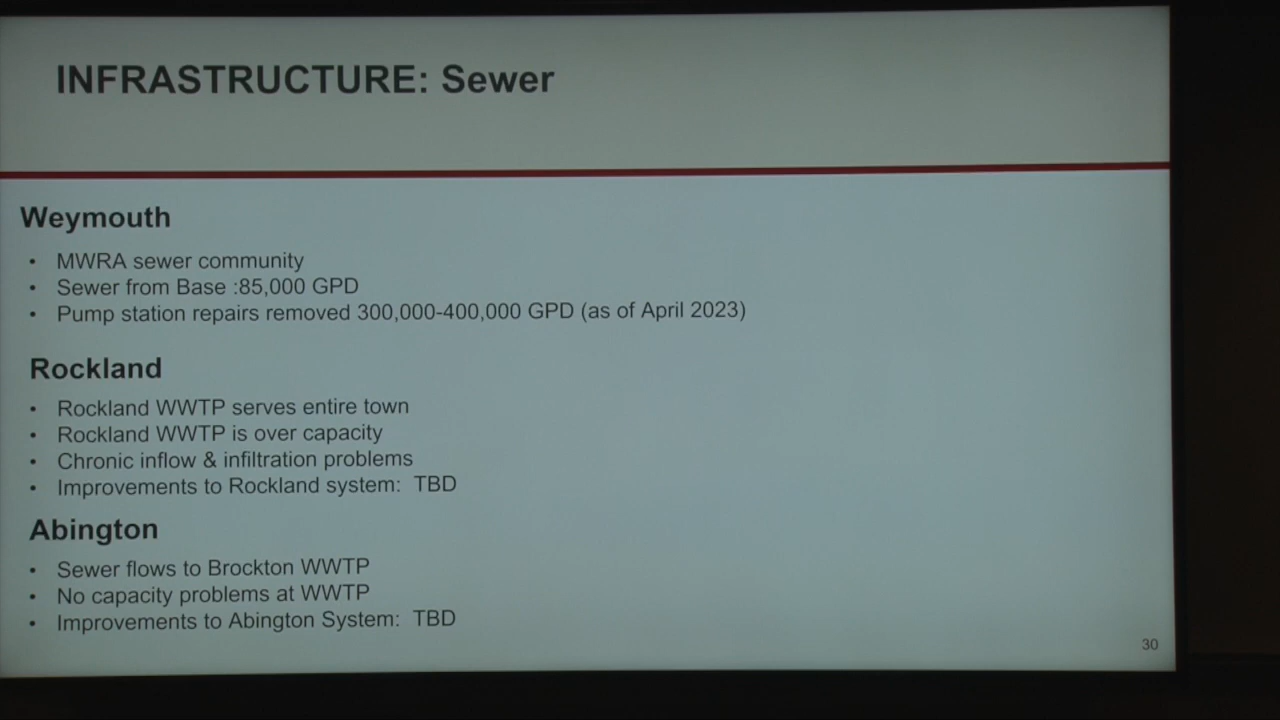 INFRASTRUCTURE: Sewer
Weymouth
• MWRA sewer community
• Sewer from Base :85,000 GPD
• Pump station repairs removed 300,000-400,000 GPD (as of April 2023)
Rockland
• Rockland WWTP serves entire town
• Rockland WWTP is over capacity
• Chronic inflow & infiltration problems
• Improvements to Rockland system: TBD
Abington
• Sewer flows to Brockton WWTP
• No capacity problems at WWTP
• Improvements to Abington System: TBD
30